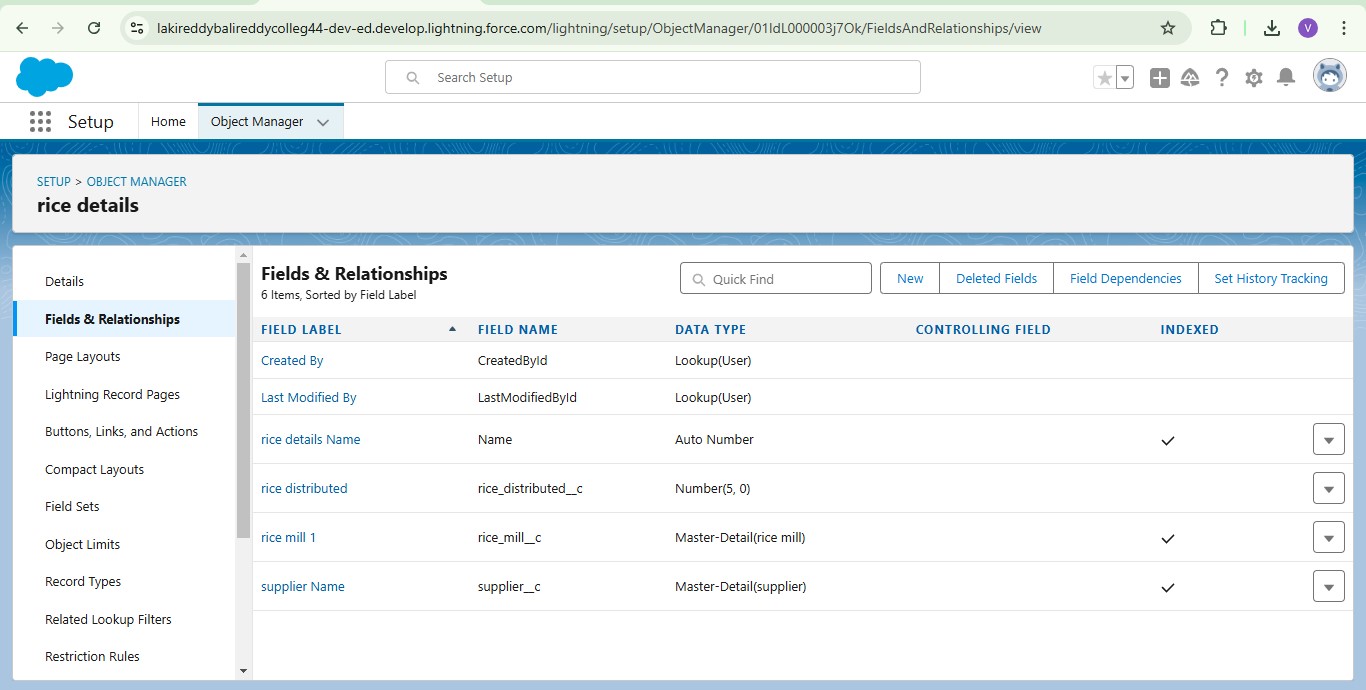 lakireddybalireddycolleg44-dev-ed.develop.lightning.force.com/lightning/setup/ObjectManager/01IdL000003j7Ok/FieldsAndRelationships/view
V
Search Setup
Setup
Home
Object Manager
SETUP > OBJECT MANAGER
rice details
Details
Fields & Relationships
Page Layouts
Lightning Record Pages
Buttons, Links, and Actions
Compact Layouts
Field Sets
Object Limits
Record Types
Related Lookup Filters
Restriction Rules
Fields & Relationships
6 Items, Sorted by Field Label
Quick Find
New
Deleted Fields
Field Dependencies
Set History Tracking
FIELD LABEL FIELD NAME DATA TYPE CONTROLLING FIELD INDEXED
Created By CreatedById Lookup(User)
Last Modified By LastModifiedById Lookup(User)
rice details Name Name Auto Number
rice distributed rice_distributed__c Number(5, 0)
rice mill 1 rice_mill__c Master-Detail(rice mill)
supplier Name supplier__c Master-Detail(supplier)